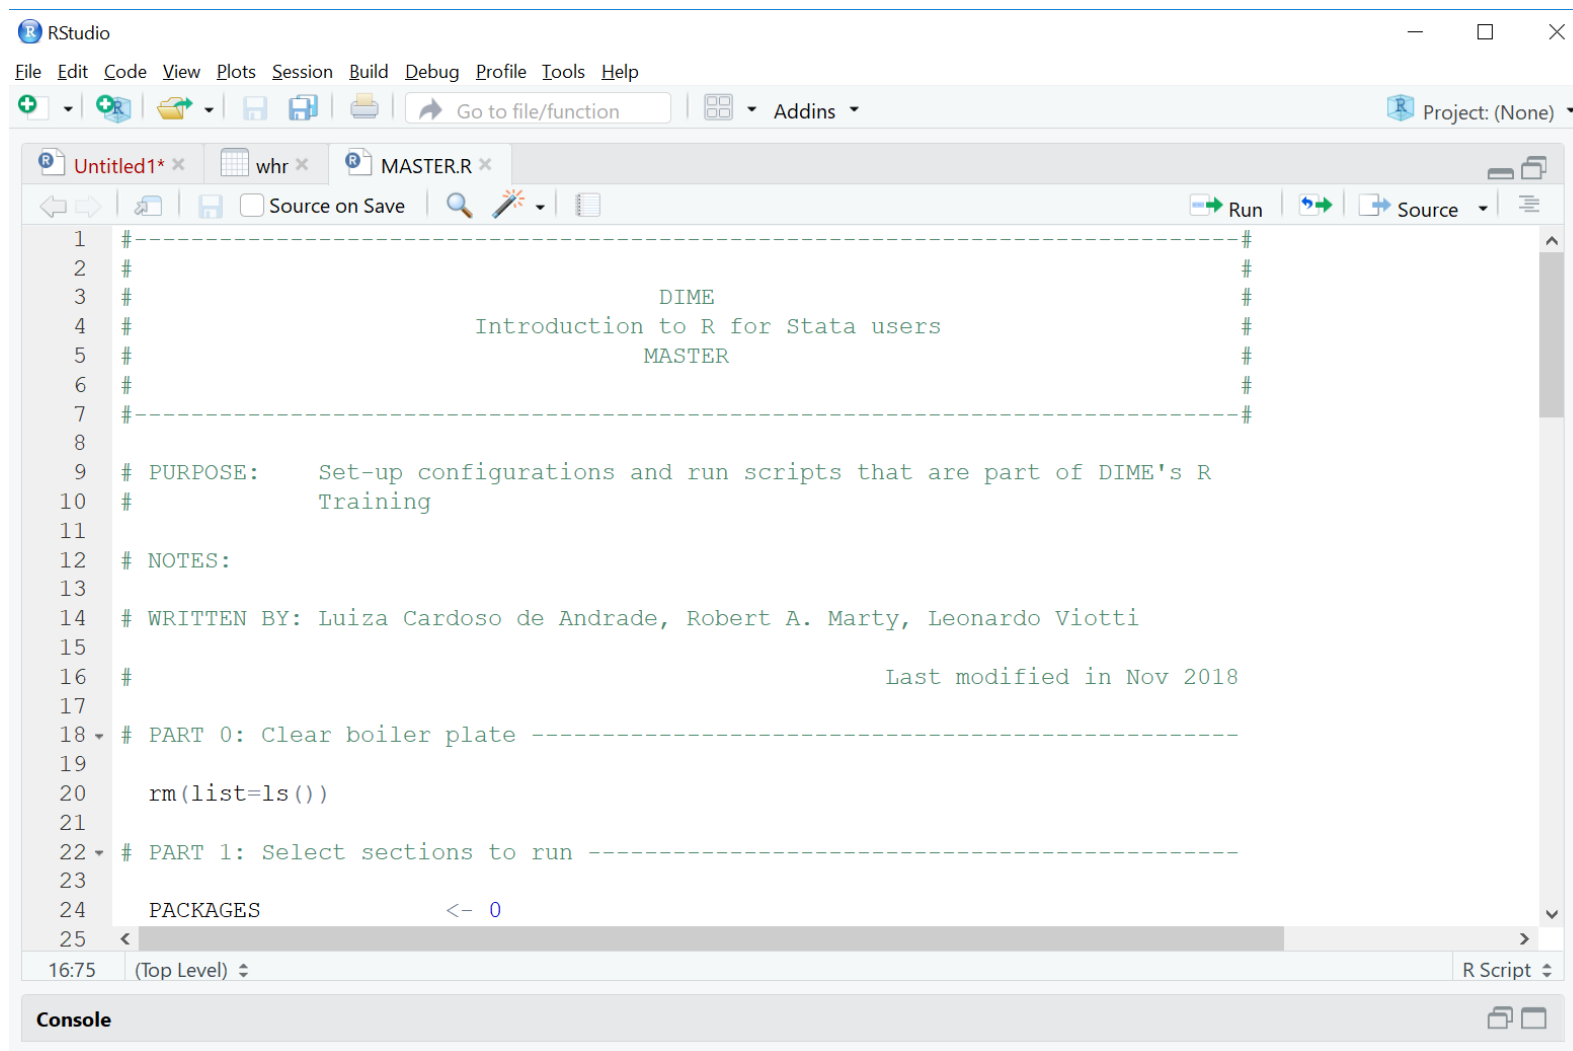 RStudio
File Edit Code View Plots Session Build Debug Profile Tools Help
Go to file/function Addins Project: (None)
Untitled1* whr MASTER.R
Source on Save Run Source
1 #------------------------------------------------------------------------------#
2 # #
3 # DIME #
4 # Introduction to R for Stata users #
5 # MASTER #
6 # #
7 #------------------------------------------------------------------------------#
8
9 # PURPOSE: Set-up configurations and run scripts that are part of DIME's R
10 # Training
11
12 # NOTES:
13
14 # WRITTEN BY: Luiza Cardoso de Andrade, Robert A. Marty, Leonardo Viotti
15
16 # Last modified in Nov 2018
17
18 # PART 0: Clear boiler plate --------------------------------------------------
19
20 rm(list=ls())
21
22 # PART 1: Select sections to run ----------------------------------------------
23
24 PACKAGES <- 0
25
16:75 (Top Level) R Script
Console